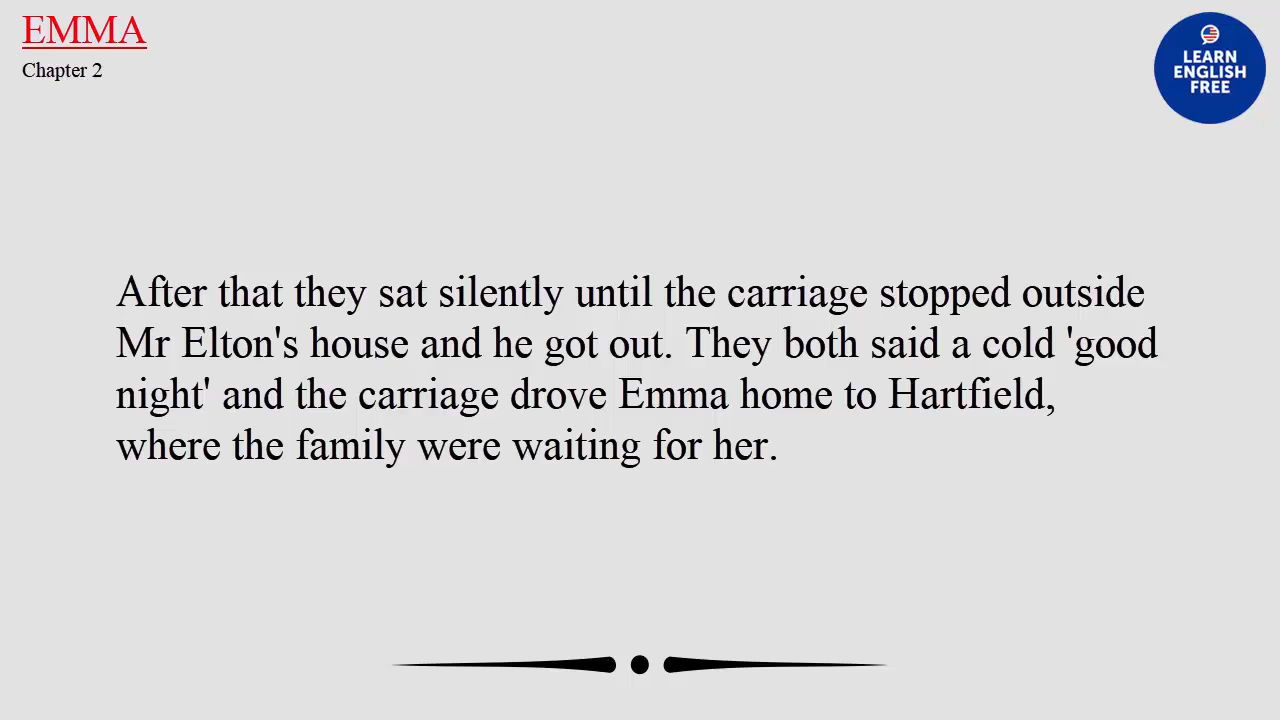 EMMA
Chapter 2
LEARN
ENGLISH
FREE
After that they sat silently until the carriage stopped outside
Mr Elton's house and he got out. They both said a cold 'good
night' and the carriage drove Emma home to Hartfield,
where the family were waiting for her.